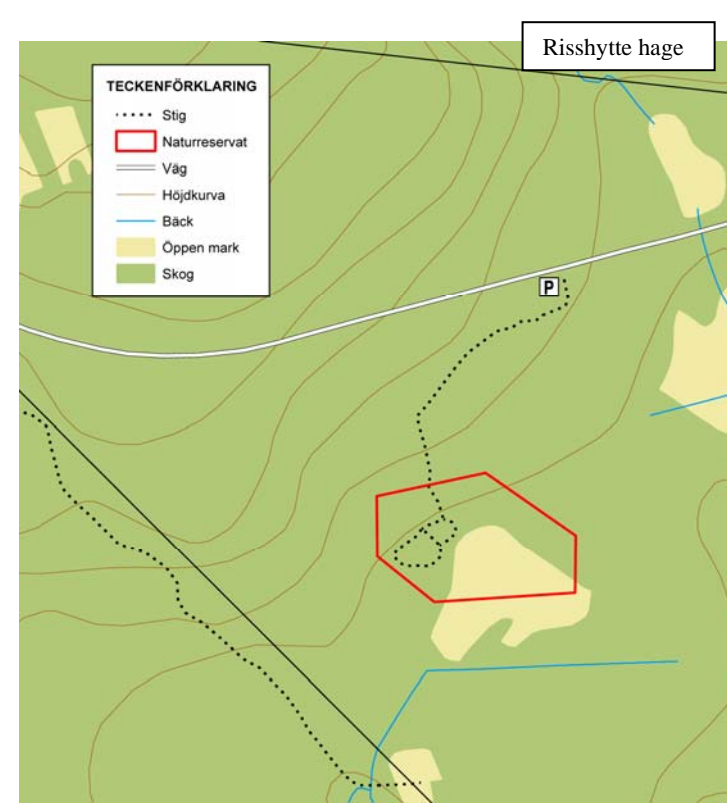 Risshytte hage
TECKENFÖRKLARING
Stig
Naturreservat
Väg
Höjdkurva
Bäck
Öppen mark
Skog
P